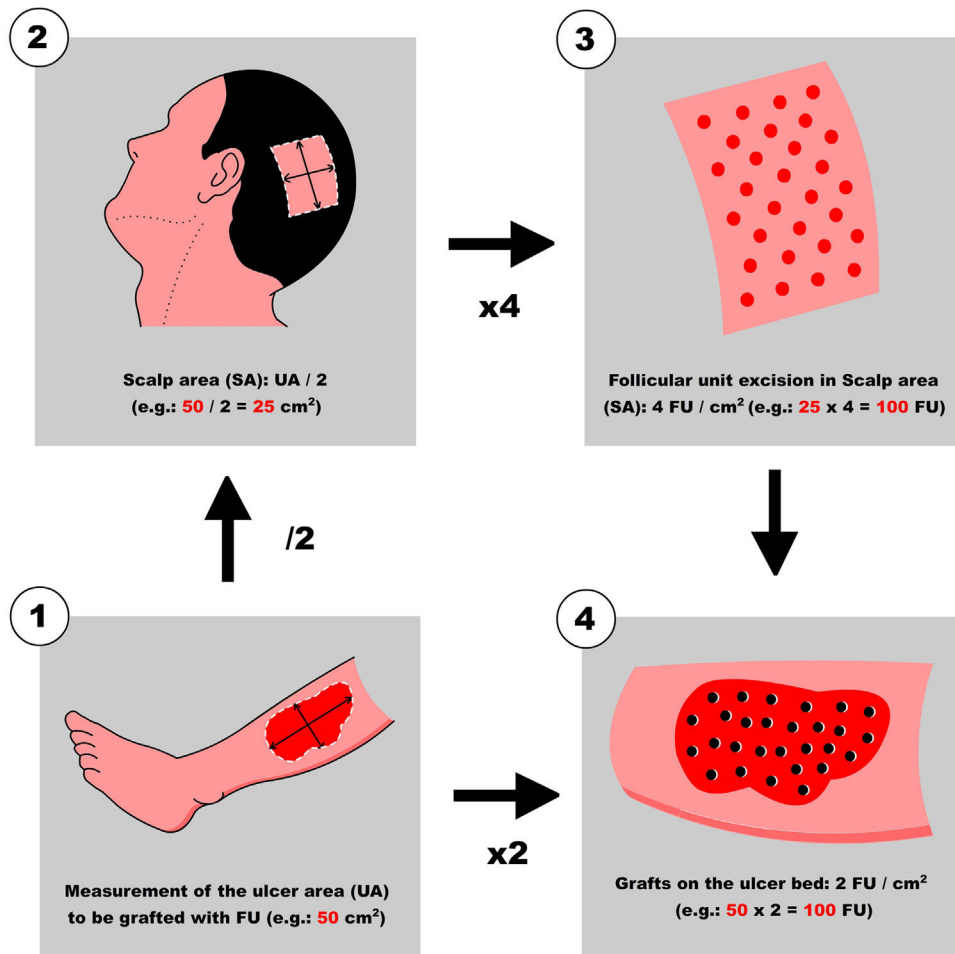 2
Scalp area (SA): UA / 2
(e.g.: 50 / 2 = 25 cm²)
x4
3
Follicular unit excision in Scalp area
(SA): 4 FU / cm² (e.g.: 25 x 4 = 100 FU)
/2
1
Measurement of the ulcer area (UA)
to be grafted with FU (e.g.: 50 cm²)
x2
4
Grafts on the ulcer bed: 2 FU / cm²
(e.g.: 50 x 2 = 100 FU)